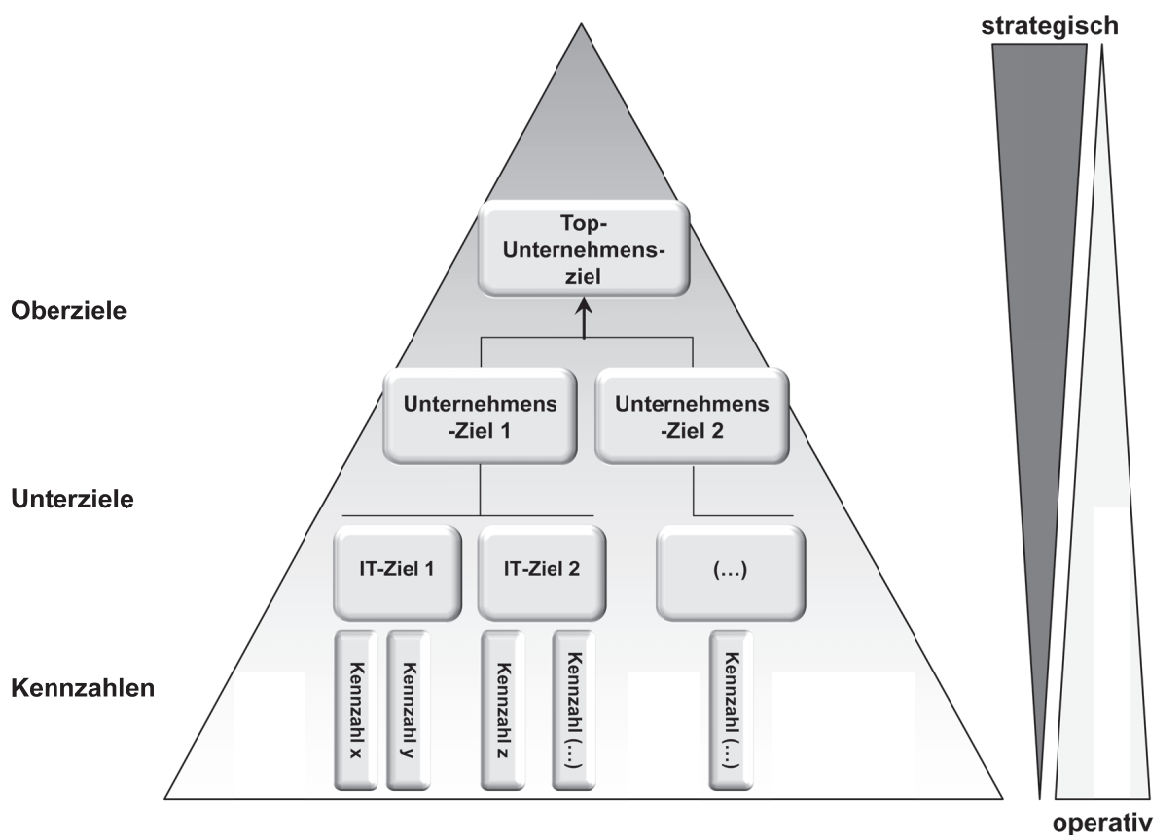 strategisch
Top-
Unternehmens-
ziel
Oberziele
Unternehmens
-Ziel 1
Unternehmens
-Ziel 2
Unterziele
IT-Ziel 1
IT-Ziel 2
(...)
Kennzahlen
Kennzahl x
Kennzahl y
Kennzahl z
Kennzahl (...)
Kennzahl (...)
operativ